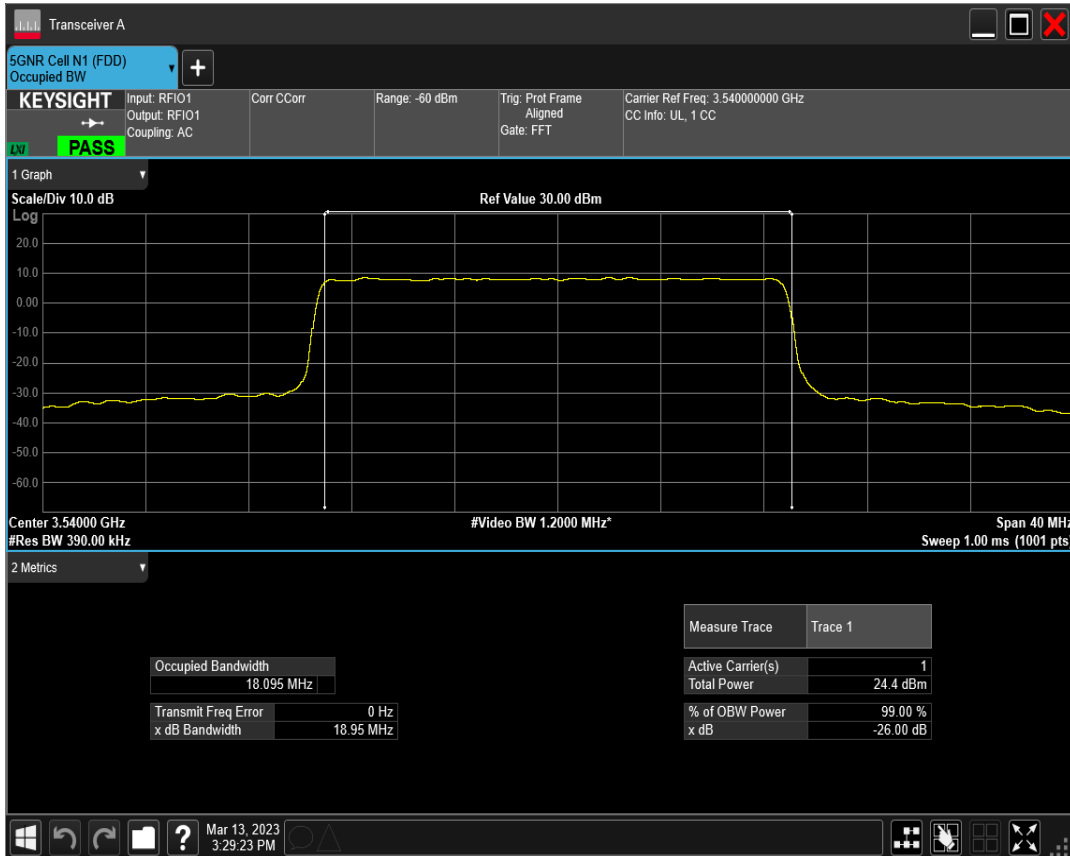 Transceiver A
5GNR Cell N1 (FDD)
Occupied BW
+
KEYSIGHT
LXI
PASS
Input: RFIO1
Output: RFIO1
Coupling: AC
Corr CCorr
Range: -60 dBm
Trig: Prot Frame
Aligned
Gate: FFT
Carrier Ref Freq: 3.540000000 GHz
CC Info: UL, 1 CC
1 Graph
Scale/Div 10.0 dB
Ref Value 30.00 dBm
Log
20.0
10.0
0.00
-10.0
-20.0
-30.0
-40.0
-50.0
-60.0
Center 3.54000 GHz
#Video BW 1.2000 MHz*
Span 40 MHz
#Res BW 390.00 kHz
Sweep 1.00 ms (1001 pts)
2 Metrics
Measure Trace Trace 1
Occupied Bandwidth
18.095 MHz
Active Carrier(s) 1
Total Power 24.4 dBm
Transmit Freq Error 0 Hz
x dB Bandwidth 18.95 MHz
% of OBW Power 99.00 %
x dB -26.00 dB
?
Mar 13, 2023
3:29:23 PM